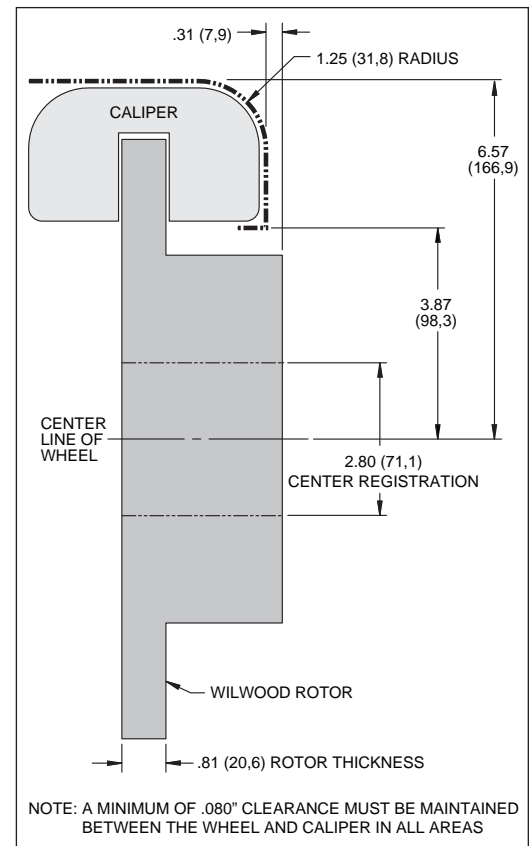 .31 (7,9)
1.25 (31,8) RADIUS
CALIPER
6.57
(166,9)
3.87
(98,3)
CENTER
LINE OF
WHEEL
2.80 (71,1)
CENTER REGISTRATION
WILWOOD ROTOR
.81 (20,6) ROTOR THICKNESS
NOTE: A MINIMUM OF .080" CLEARANCE MUST BE MAINTAINED
BETWEEN THE WHEEL AND CALIPER IN ALL AREAS